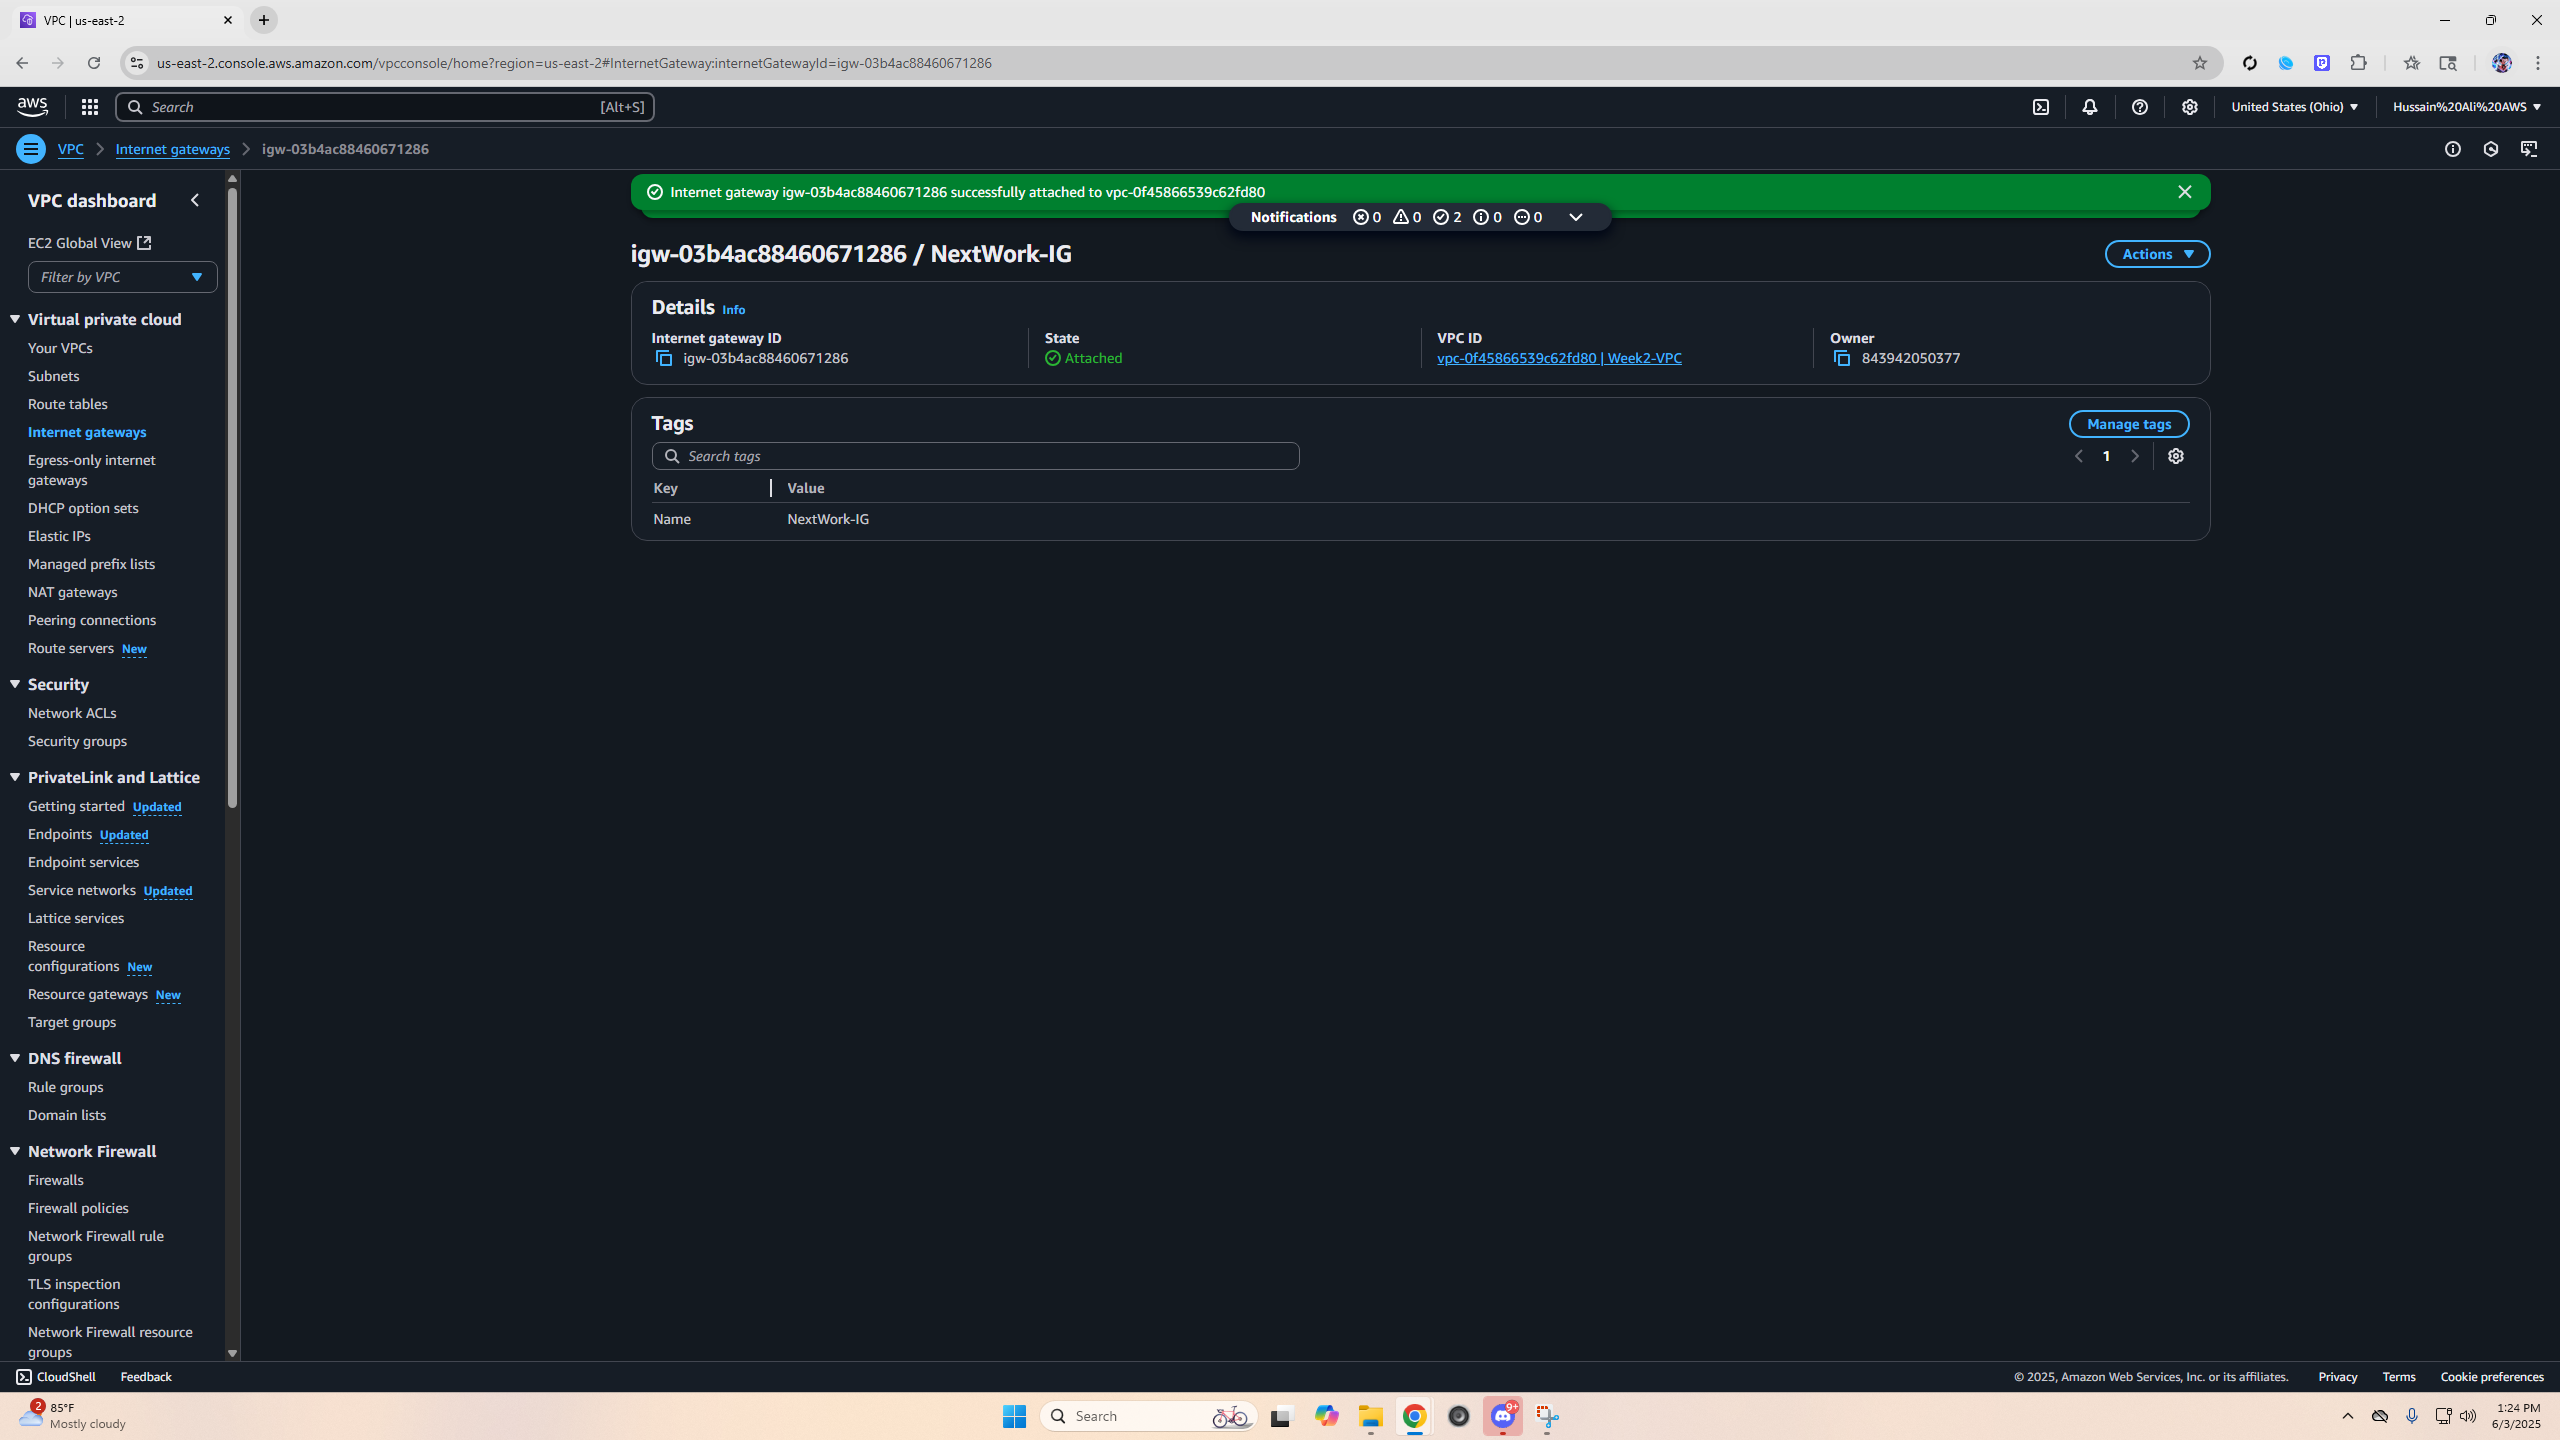 VPC | us-east-2
us-east-2.console.aws.amazon.com/vpcconsole/home?region=us-east-2#InternetGateway:internetGatewayId=igw-03b4ac88460671286
aws
Search [Alt+S]
United States (Ohio)
Hussain%20Ali%20AWS
VPC
Internet gateways
igw-03b4ac88460671286
VPC dashboard
EC2 Global View
Filter by VPC
Virtual private cloud
Your VPCs
Subnets
Route tables
Internet gateways
Egress-only internet
gateways
DHCP option sets
Elastic IPs
Managed prefix lists
NAT gateways
Peering connections
Route servers New
Security
Network ACLs
Security groups
PrivateLink and Lattice
Getting started Updated
Endpoints Updated
Endpoint services
Service networks Updated
Lattice services
Resource
configurations New
Resource gateways New
Target groups
DNS firewall
Rule groups
Domain lists
Network Firewall
Firewalls
Firewall policies
Network Firewall rule
groups
TLS inspection
configurations
Network Firewall resource
groups
Internet gateway igw-03b4ac88460671286 successfully attached to vpc-0f45866539c62fd80
Notifications 0 0 2 0 0
igw-03b4ac88460671286 / NextWork-IG
Actions
Details Info
Internet gateway ID
igw-03b4ac88460671286
State
Attached
VPC ID
vpc-0f45866539c62fd80 | Week2-VPC
Owner
843942050377
Tags
Manage tags
Search tags
1
Key Value
Name NextWork-IG
CloudShell Feedback
© 2025, Amazon Web Services, Inc. or its affiliates. Privacy Terms Cookie preferences
2
85°F
Mostly cloudy
Search
9+
1:24 PM
6/3/2025